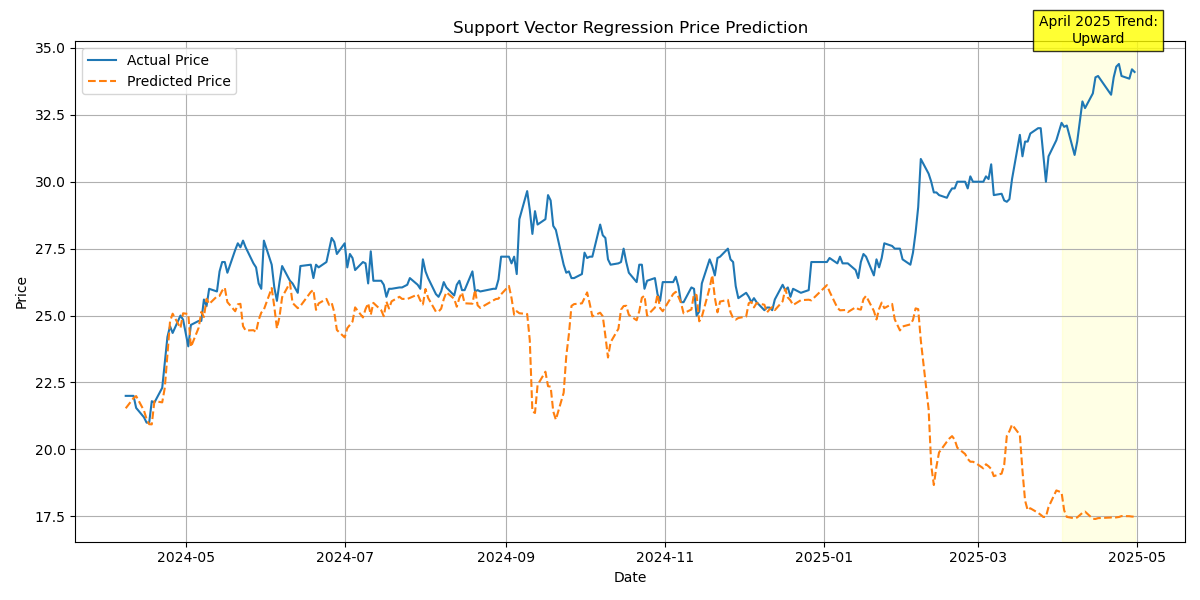 April 2025 Trend:
Upward
Support Vector Regression Price Prediction
Actual Price
Predicted Price
Price
35.0
32.5
30.0
27.5
25.0
22.5
20.0
17.5
2024-05
2024-07
2024-09
2024-11
2025-01
2025-03
2025-05
Date